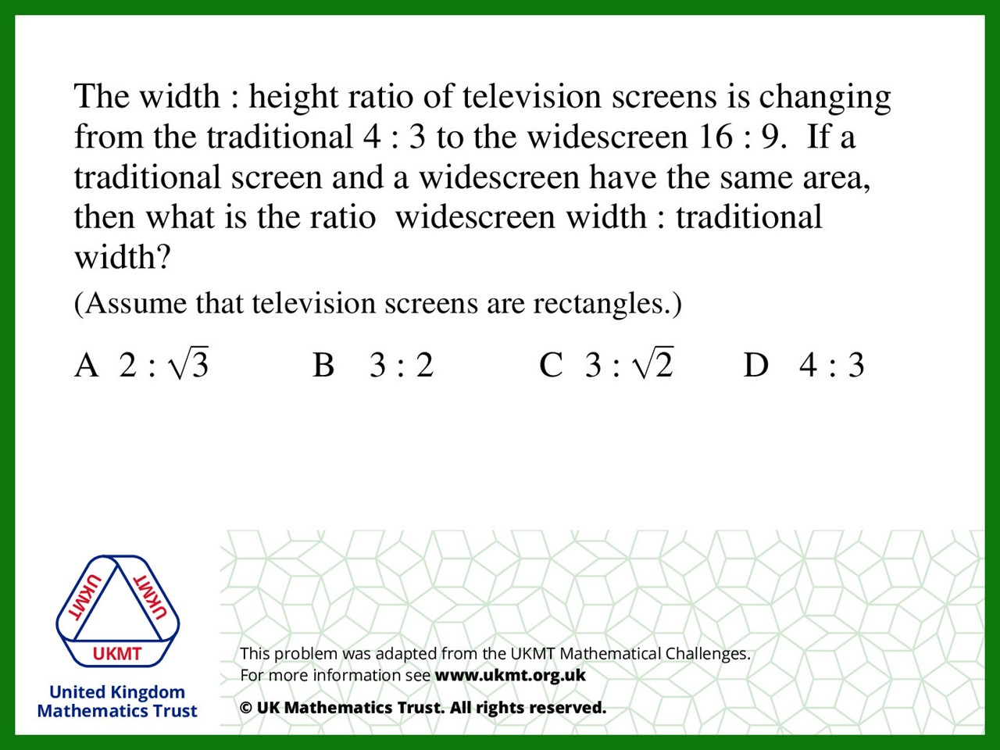 The width : height ratio of television screens is changing
from the traditional 4 : 3 to the widescreen 16 : 9.  If a
traditional screen and a widescreen have the same area,
then what is the ratio  widescreen width : traditional
width?
(Assume that television screens are rectangles.)
A 2 : √3 B 3 : 2 C 3 : √2 D 4 : 3
UKMT UKMT
UKMT
United Kingdom
Mathematics Trust
This problem was adapted from the UKMT Mathematical Challenges.
For more information see www.ukmt.org.uk
© UK Mathematics Trust. All rights reserved.